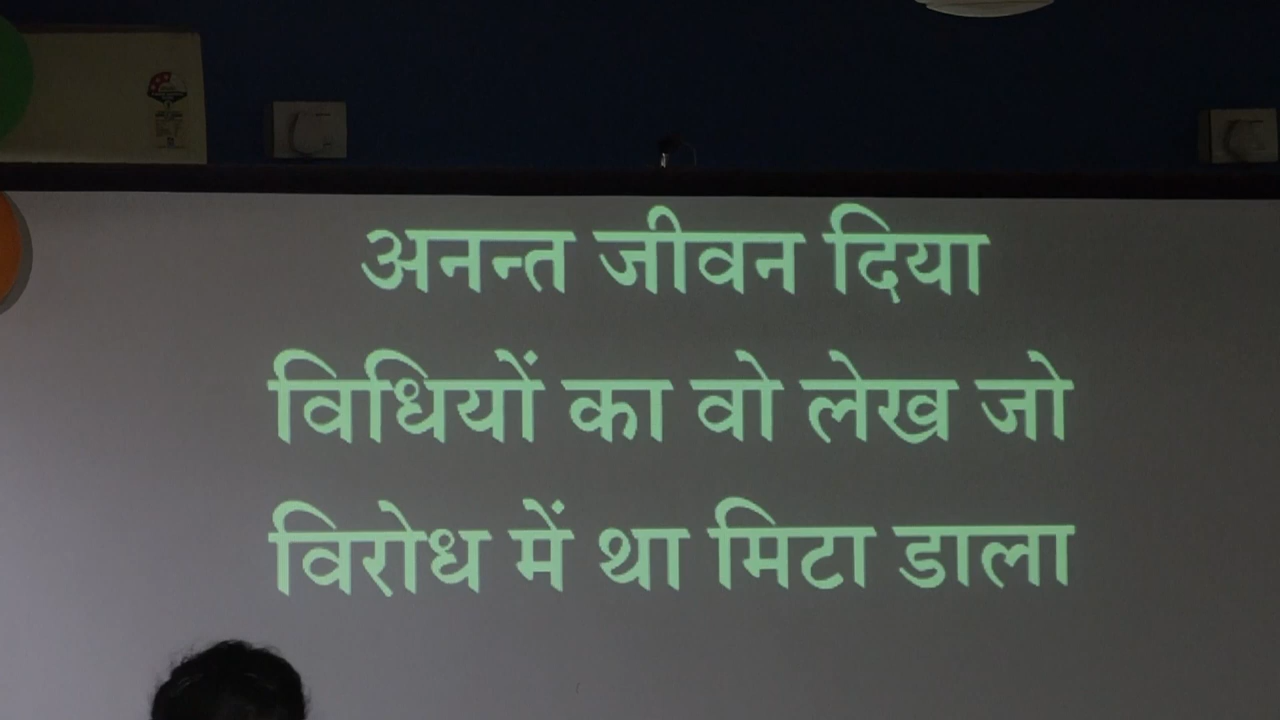 अनन्त जीवन दिया
विधियों का वो लेख जो
विरोध में था मिटा डाला